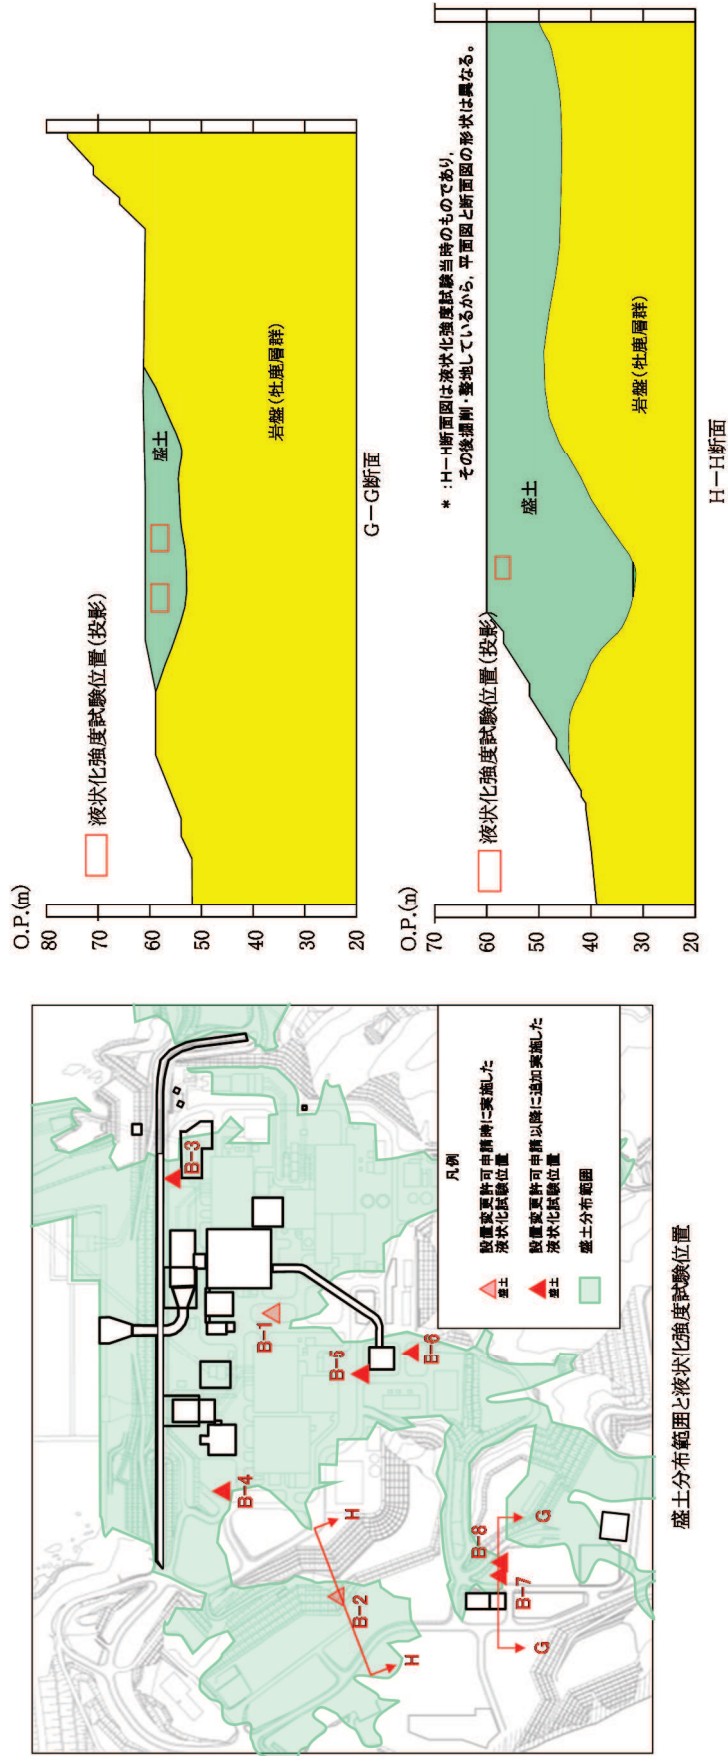 盛土分布範囲と液状化強度試験位置
B-1
B-2
B-3
B-4
B-5
B-6
B-7
B-8
H
H
G
G
凡例
盛土
設置変更許可申請時に実施した
液状化試験位置
盛土
設置変更許可申請以降に追加実施した
液状化試験位置
盛土分布範囲
O.P.(m)
80
70
60
50
40
30
20
液状化強度試験位置(投影)
盛土
岩盤(牡鹿層群)
G-G断面
O.P.(m)
70
60
50
40
30
20
液状化強度試験位置(投影)
盛土
岩盤(牡鹿層群)
*:H-H断面図は液状化強度試験当時のものであり,
その後掘削・整地しているから,平面図と断面図の形状は異なる。
H-H断面